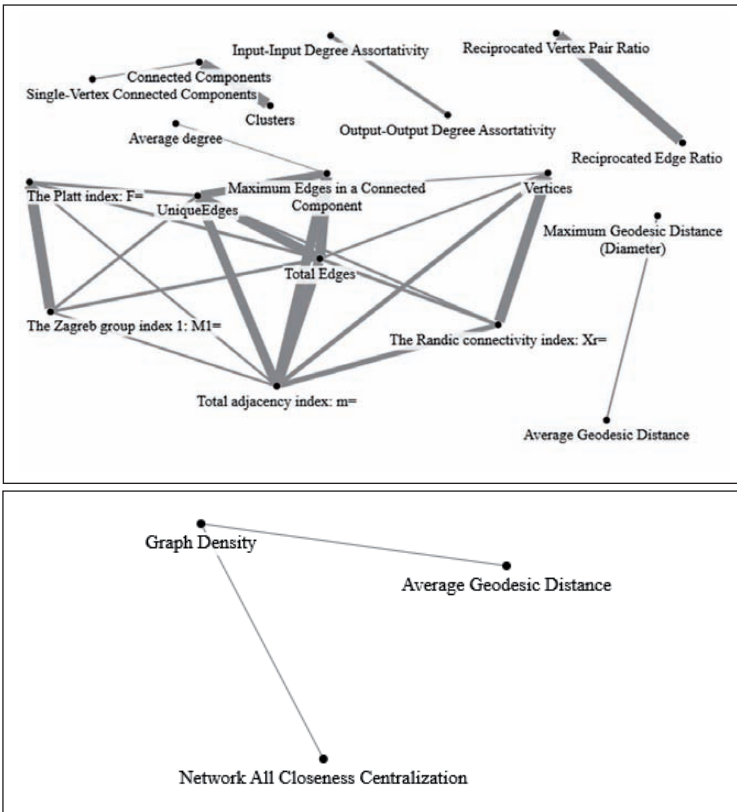 Input-Input Degree Assortativity
Reciprocated Vertex Pair Ratio
Connected Components
Single-Vertex Connected Components
Clusters
Output-Output Degree Assortativity
Average degree
Reciprocated Edge Ratio
The Platt index: F=
UniqueEdges
Maximum Edges in a Connected
Component
Vertices
Maximum Geodesic Distance
(Diameter)
Total Edges
The Zagreb group index 1: M1=
The Randic connectivity index: Xr=
Total adjacency index: m=
Average Geodesic Distance
Graph Density
Average Geodesic Distance
Network All Closeness Centralization